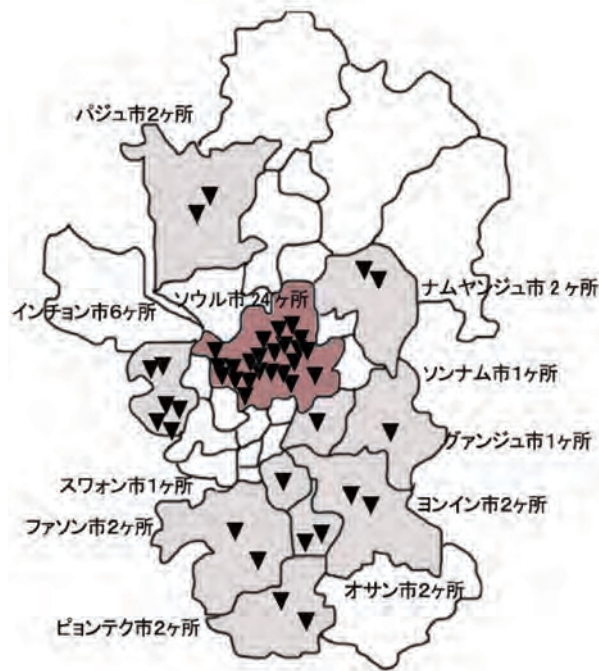 パジュ市2ヶ所
ソウル市24ヶ所
ナムヤンジュ市2ヶ所
インチョン市6ヶ所
ソンナム市1ヶ所
グァンジュ市1ヶ所
スワォン市1ヶ所
ヨンイン市2ヶ所
ファソン市2ヶ所
オサン市2ヶ所
ピョンテク市2ヶ所